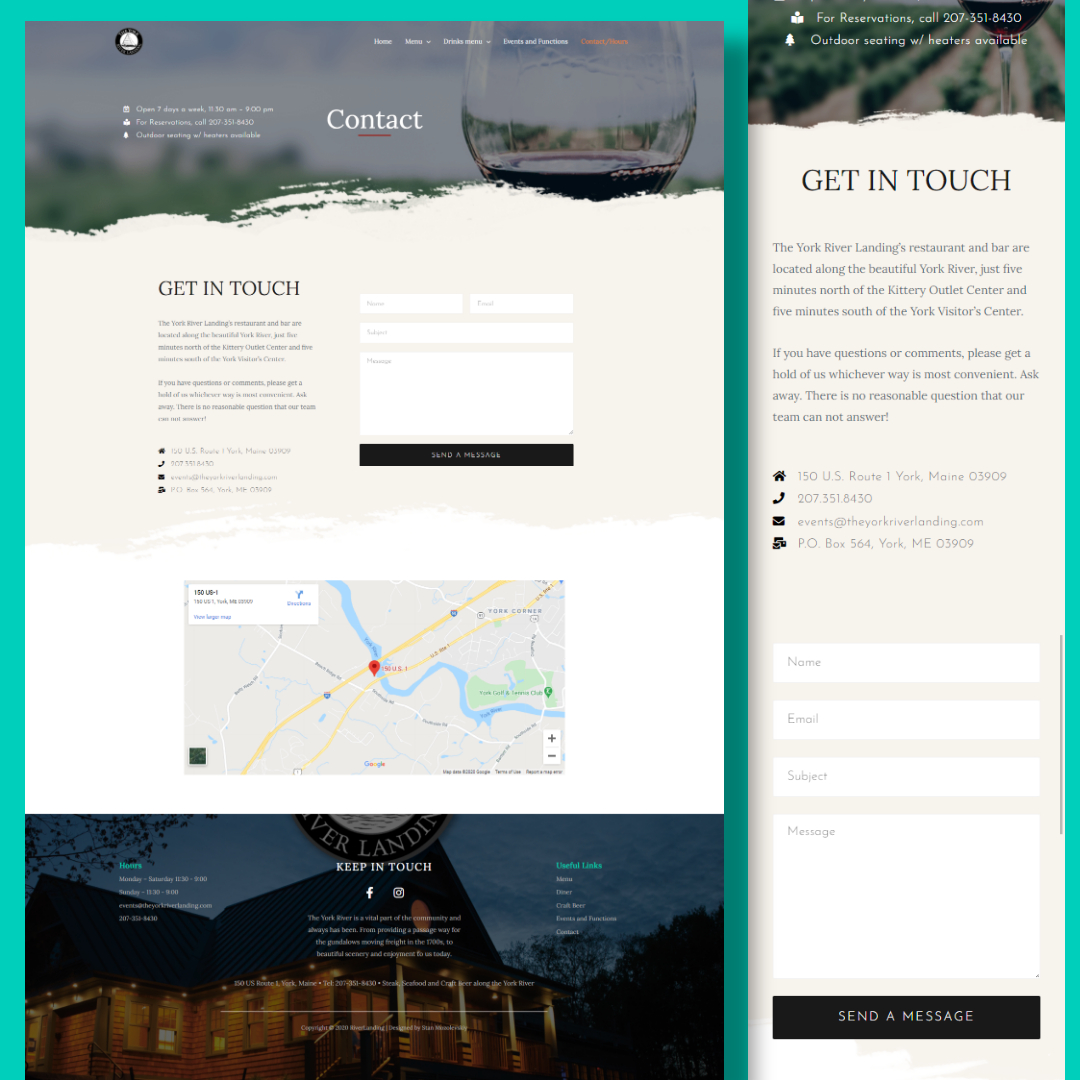 Home Menu Drinks menu Events and Functions Contact/Hours
Open 7 days a week, 11:30 am – 9:00 pm
For Reservations, call 207-351-8430
Outdoor seating w/ heaters available
Contact
GET IN TOUCH
The York River Landing's restaurant and bar are
located along the beautiful York River, just five
minutes north of the Kittery Outlet Center and five
minutes south of the York Visitor's Center.
If you have questions or comments, please get a
hold of us whichever way is most convenient. Ask
away. There is no reasonable question that our team
can not answer!
150 U.S. Route 1 York, Maine 03909
207.351.8430
events@theyorkriverlanding.com
P.O. Box 564, York, ME 03909
Name Email
Subject
Message
SEND A MESSAGE
150 US-1
150 US-1, York, ME 03909
Directions
View larger map
YORK CORNER
U.S. Rte 1
York River
150 U.S. 1
Beech Ridge Rd
U.S. Rte 1
York Golf & Tennis Club
York River
Google
Map data ©2020 Google Terms of Use Report a map error
RIVER LANDING
Hours
Monday – Saturday 11:30 - 9:00
Sunday – 11:30 - 9:00
events@theyorkriverlanding.com
207-351-8430
KEEP IN TOUCH
The York River is a vital part of the community and
always has been. From providing a passage way for
the gundalows moving freight in the 1700s, to
beautiful scenery and enjoyment fo us today.
Useful Links
Menu
Diner
Craft Beer
Events and Functions
Contact
150 US Route 1, York, Maine • Tel: 207-351-8430 • Steak, Seafood and Craft Beer along the York River
Copyright © 2020 RiverLanding | Designed by Stan
For Reservations, call 207-351-8430
Outdoor seating w/ heaters available
GET IN TOUCH
The York River Landing's restaurant and bar are
located along the beautiful York River, just five
minutes north of the Kittery Outlet Center and
five minutes south of the York Visitor's Center.
If you have questions or comments, please get a
hold of us whichever way is most convenient. Ask
away. There is no reasonable question that our
team can not answer!
150 U.S. Route 1 York, Maine 03909
207.351.8430
events@theyorkriverlanding.com
P.O. Box 564, York, ME 03909
Name
Email
Subject
Message
SEND A MESSAGE